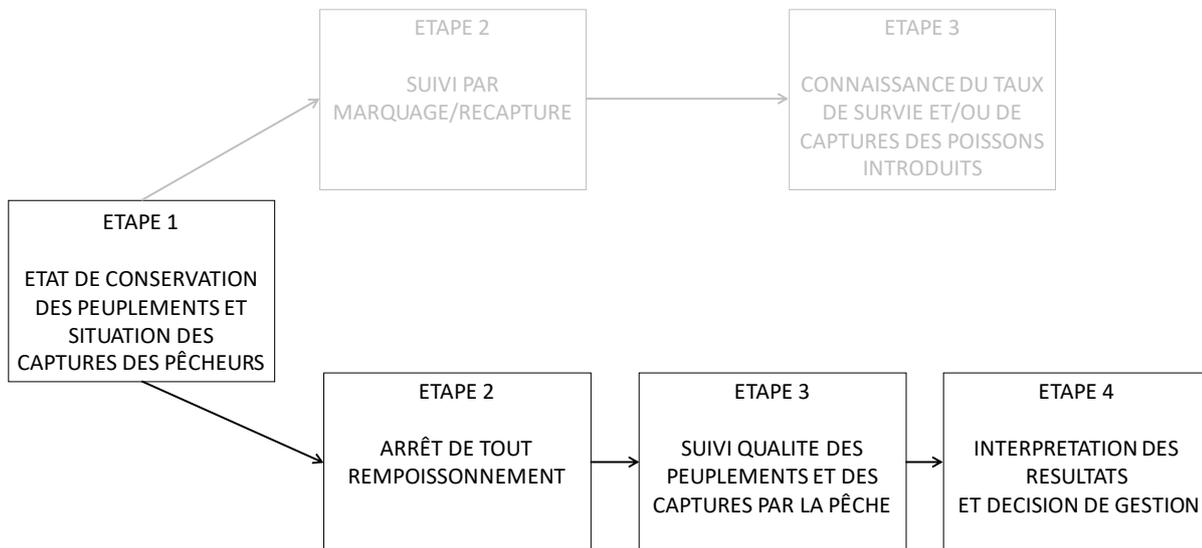 ETAPE 2
SUIVI PAR
MARQUAGE/RECAPTURE
ETAPE 3
CONNAISSANCE DU TAUX
DE SURVIE ET/OU DE
CAPTURES DES POISSONS
INTRODUITS
ETAPE 1
ETAT DE CONSERVATION
DES PEUPLEMENTS ET
SITUATION DES
CAPTURES DES PÊCHEURS
ETAPE 2
ARRÊT DE TOUT
REMPOISSONNEMENT
ETAPE 3
SUIVI QUALITE DES
PEUPLEMENTS ET DES
CAPTURES PAR LA PÊCHE
ETAPE 4
INTERPRETATION DES
RESULTATS
ET DECISION DE GESTION